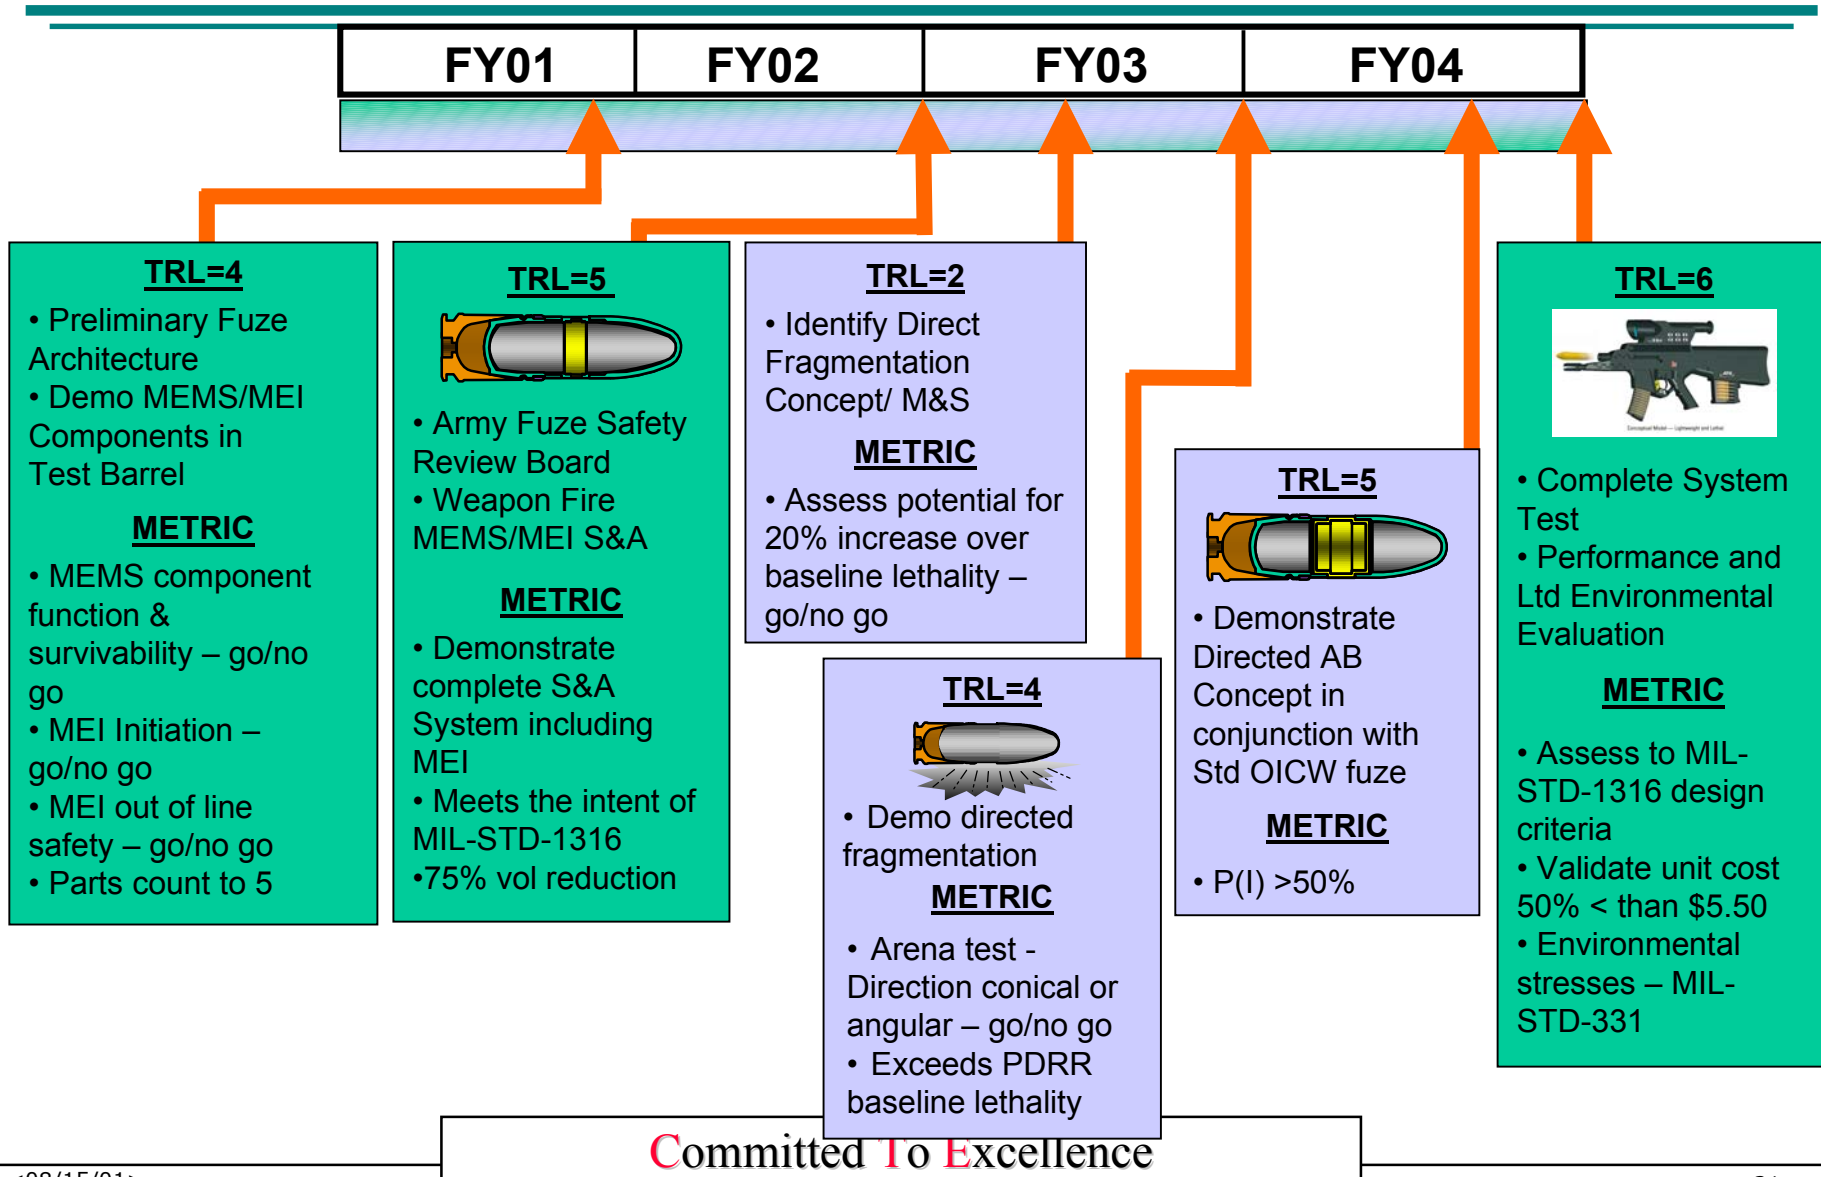 FY01 FY02 FY03 FY04
TRL=4
• Preliminary Fuze
Architecture
• Demo MEMS/MEI
Components in
Test Barrel
METRIC
• MEMS component
function &
survivability – go/no
go
• MEI Initiation –
go/no go
• MEI out of line
safety – go/no go
• Parts count to 5
TRL=5
• Army Fuze Safety
Review Board
• Weapon Fire
MEMS/MEI S&A
METRIC
• Demonstrate
complete S&A
System including
MEI
• Meets the intent of
MIL-STD-1316
•75% vol reduction
TRL=2
• Identify Direct
Fragmentation
Concept/ M&S
METRIC
• Assess potential for
20% increase over
baseline lethality –
go/no go
TRL=4
• Demo directed
fragmentation
METRIC
• Arena test -
Direction conical or
angular – go/no go
• Exceeds PDRR
baseline lethality
TRL=5
• Demonstrate
Directed AB
Concept in
conjunction with
Std OICW fuze
METRIC
• P(I) >50%
TRL=6
Conceptual Model — Lightweight and Lethal
• Complete System
Test
• Performance and
Ltd Environmental
Evaluation
METRIC
• Assess to MIL-
STD-1316 design
criteria
• Validate unit cost
50% < than $5.50
• Environmental
stresses – MIL-
STD-331
Committed To Excellence